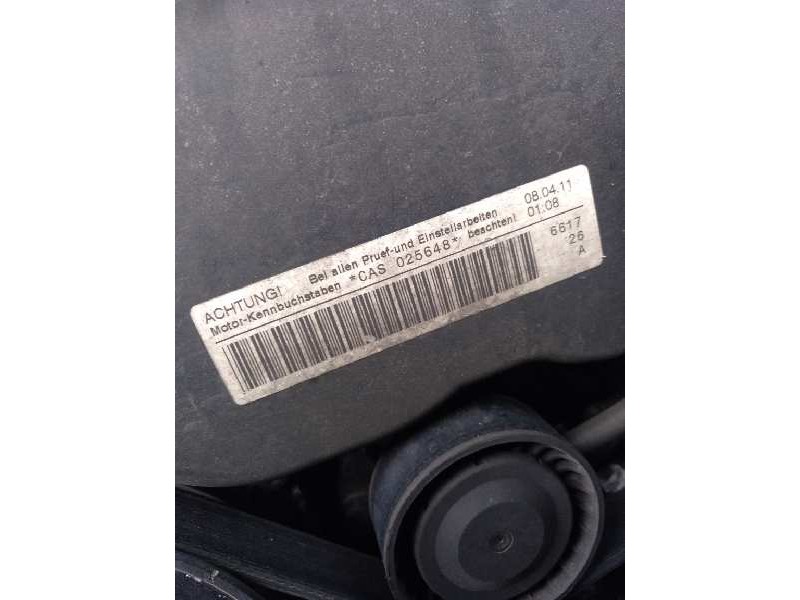 ACHTUNG! Bei allen Pruef-und Einstellarbeiten 08.04.11
Motor-Kennbuchstaben *CAS 025648* beachten! 01:08
6617
26
A